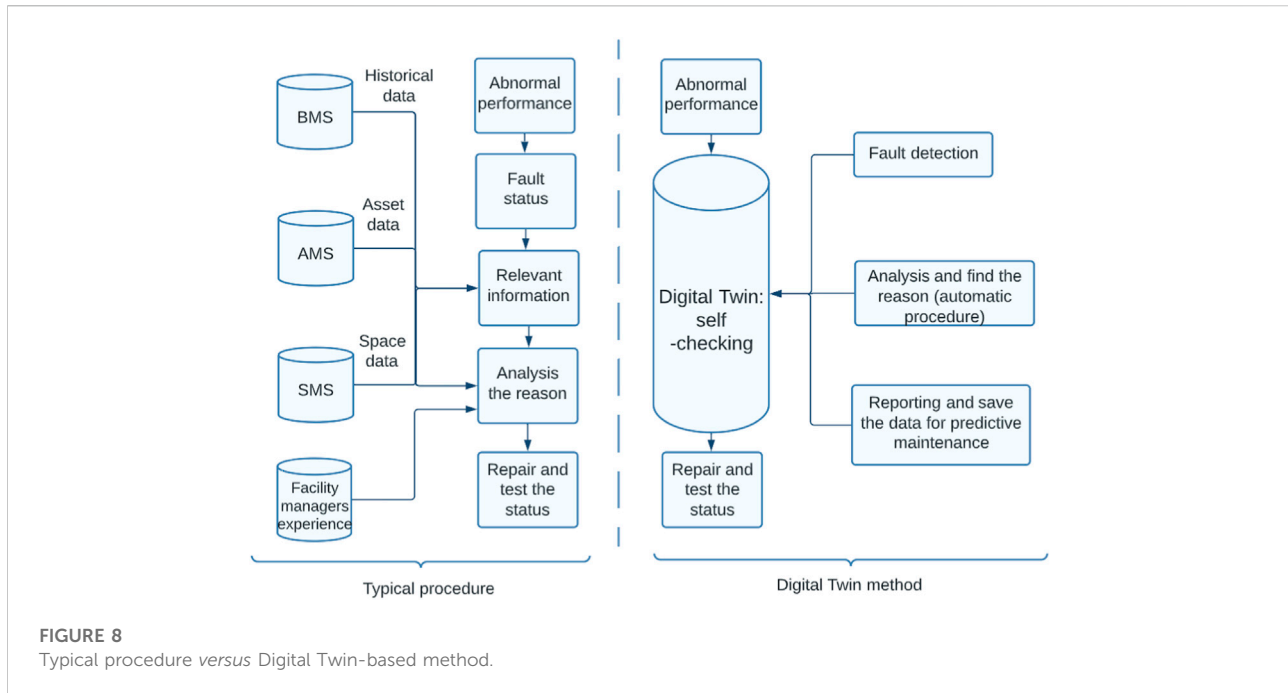 Historical
data
BMS
Asset
data
AMS
Space
data
SMS
Facility
managers
experience
Abnormal
performance
Fault
status
Relevant
information
Analysis
the reason
Repair and
test the
status
Typical procedure
Abnormal
performance
Digital Twin:
self
-checking
Repair and
test the
status
Fault detection
Analysis and find the
reason (automatic
procedure)
Reporting and save
the data for predictive
maintenance
Digital Twin method
FIGURE 8
Typical procedure versus Digital Twin-based method.